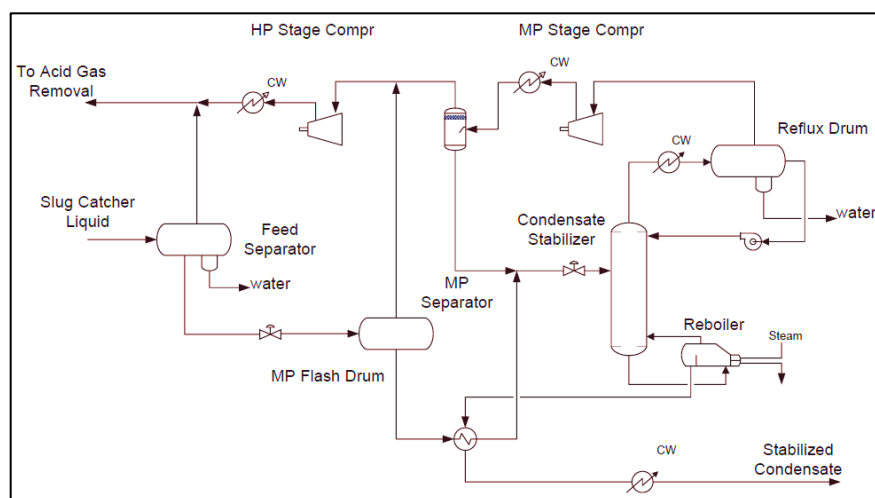 HP Stage Compr
MP Stage Compr
To Acid Gas
Removal
CW
CW
CW
Reflux Drum
Slug Catcher
Liquid
Feed
Separator
water
Condensate
Stabilizer
water
MP
Separator
Reboiler
Steam
MP Flash Drum
CW
Stabilized
Condensate